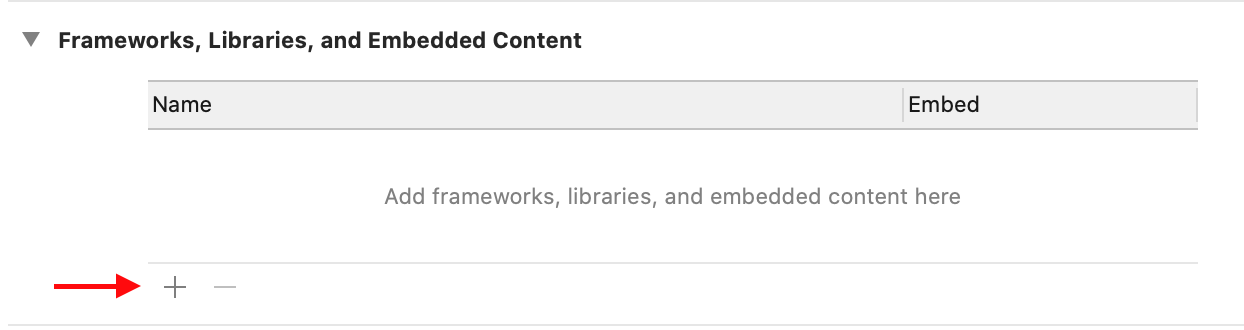 Frameworks, Libraries, and Embedded Content
Name Embed
Add frameworks, libraries, and embedded content here